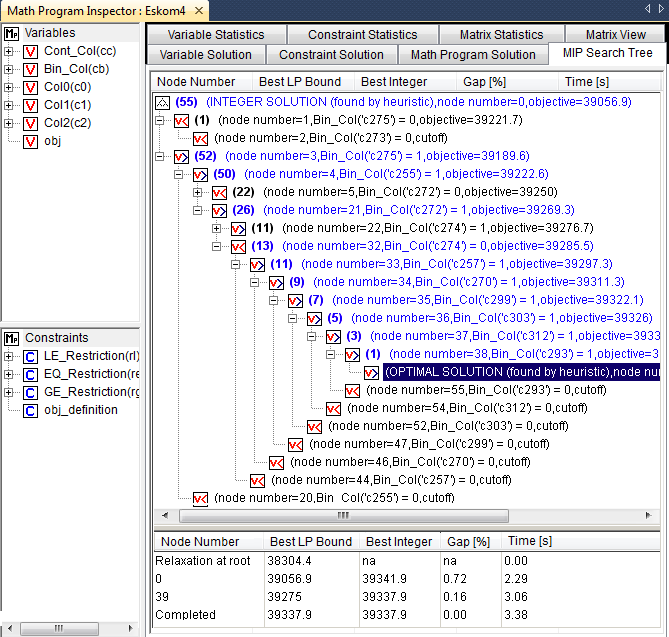 Math Program Inspector : Eskom4
Variables
Cont_Col(cc)
Bin_Col(cb)
Col0(c0)
Col1(c1)
Col2(c2)
obj
Constraints
LE_Restriction(rl)
EQ_Restriction(re
GE_Restriction(rg
obj_definition
Variable Statistics Constraint Statistics Matrix Statistics Matrix View
Variable Solution Constraint Solution Math Program Solution MIP Search Tree
Node Number Best LP Bound Best Integer Gap [%] Time [s]
(55) (INTEGER SOLUTION (found by heuristic),node number=0,objective=39056.9)
(1) (node number=1,Bin_Col('c275') = 0,objective=39221.7)
(node number=2,Bin_Col('c273') = 0,cutoff)
(52) (node number=3,Bin_Col('c275') = 1,objective=39189.6)
(50) (node number=4,Bin_Col('c255') = 1,objective=39222.6)
(22) (node number=5,Bin_Col('c272') = 0,objective=39250)
(26) (node number=21,Bin_Col('c272') = 1,objective=39269.3)
(11) (node number=22,Bin_Col('c274') = 1,objective=39276.7)
(13) (node number=32,Bin_Col('c274') = 0,objective=39285.5)
(11) (node number=33,Bin_Col('c257') = 1,objective=39297.3)
(9) (node number=34,Bin_Col('c270') = 1,objective=39311.3)
(7) (node number=35,Bin_Col('c299') = 1,objective=39322.1)
(5) (node number=36,Bin_Col('c303') = 1,objective=39326)
(3) (node number=37,Bin_Col('c312') = 1,objective=3933
(1) (node number=38,Bin_Col('c293') = 1,objective=3
(OPTIMAL SOLUTION (found by heuristic),node nu
(node number=55,Bin_Col('c293') = 0,cutoff)
(node number=54,Bin_Col('c312') = 0,cutoff)
(node number=52,Bin_Col('c303') = 0,cutoff)
(node number=47,Bin_Col('c299') = 0,cutoff)
(node number=46,Bin_Col('c270') = 0,cutoff)
(node number=44,Bin_Col('c257') = 0,cutoff)
(node number=20,Bin_Col('c255') = 0,cutoff)
Node Number Best LP Bound Best Integer Gap [%] Time [s]
Relaxation at root 38304.4 na na 0.00
0 39056.9 39341.9 0.72 2.29
39 39275 39337.9 0.16 3.06
Completed 39337.9 39337.9 0.00 3.38